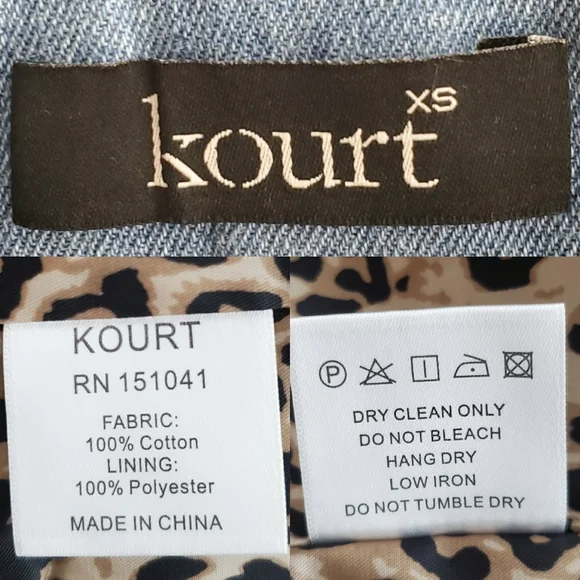 kourt XS
KOURT
RN 151041
FABRIC:
100% Cotton
LINING:
100% Polyester
MADE IN CHINA
P
DRY CLEAN ONLY
DO NOT BLEACH
HANG DRY
LOW IRON
DO NOT TUMBLE DRY